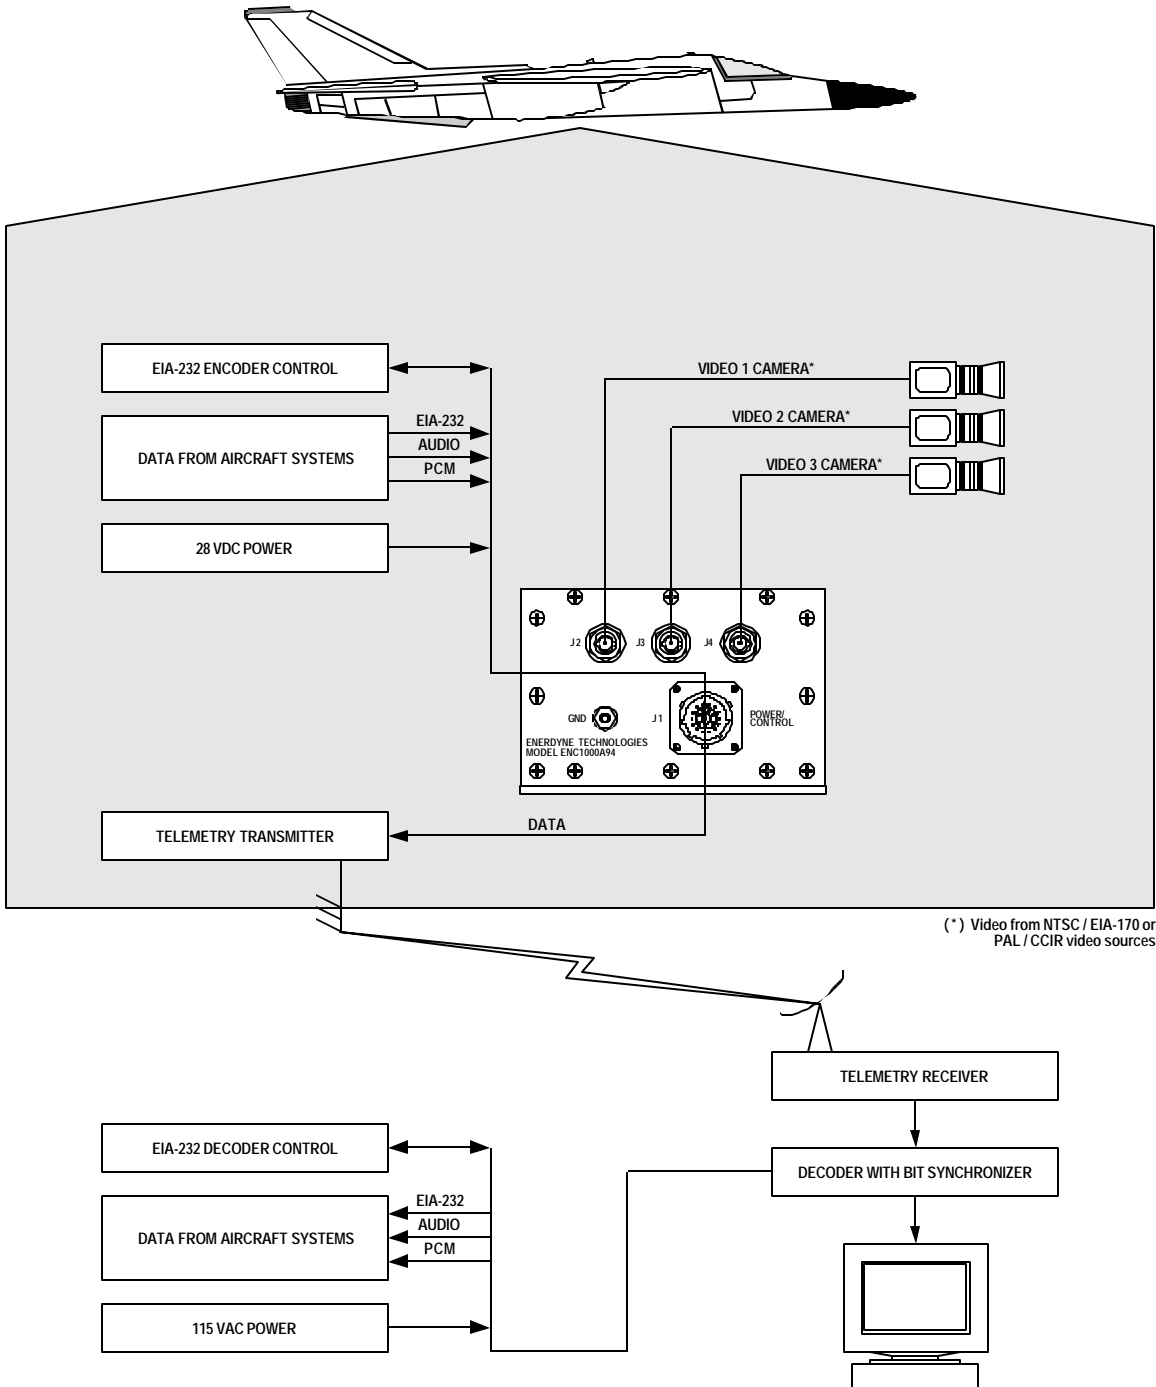 EIA-232 ENCODER CONTROL
VIDEO 1 CAMERA*
EIA-232
VIDEO 2 CAMERA*
AUDIO
DATA FROM AIRCRAFT SYSTEMS
VIDEO 3 CAMERA*
PCM
28 VDC POWER
J2
J3
J4
GND
J1
POWER/
CONTROL
ENERDYNE TECHNOLOGIES
MODEL ENC1000A94
DATA
TELEMETRY TRANSMITTER
(*) Video from NTSC / EIA-170 or
PAL / CCIR video sources
TELEMETRY RECEIVER
EIA-232 DECODER CONTROL
DECODER WITH BIT SYNCHRONIZER
EIA-232
AUDIO
DATA FROM AIRCRAFT SYSTEMS
PCM
115 VAC POWER